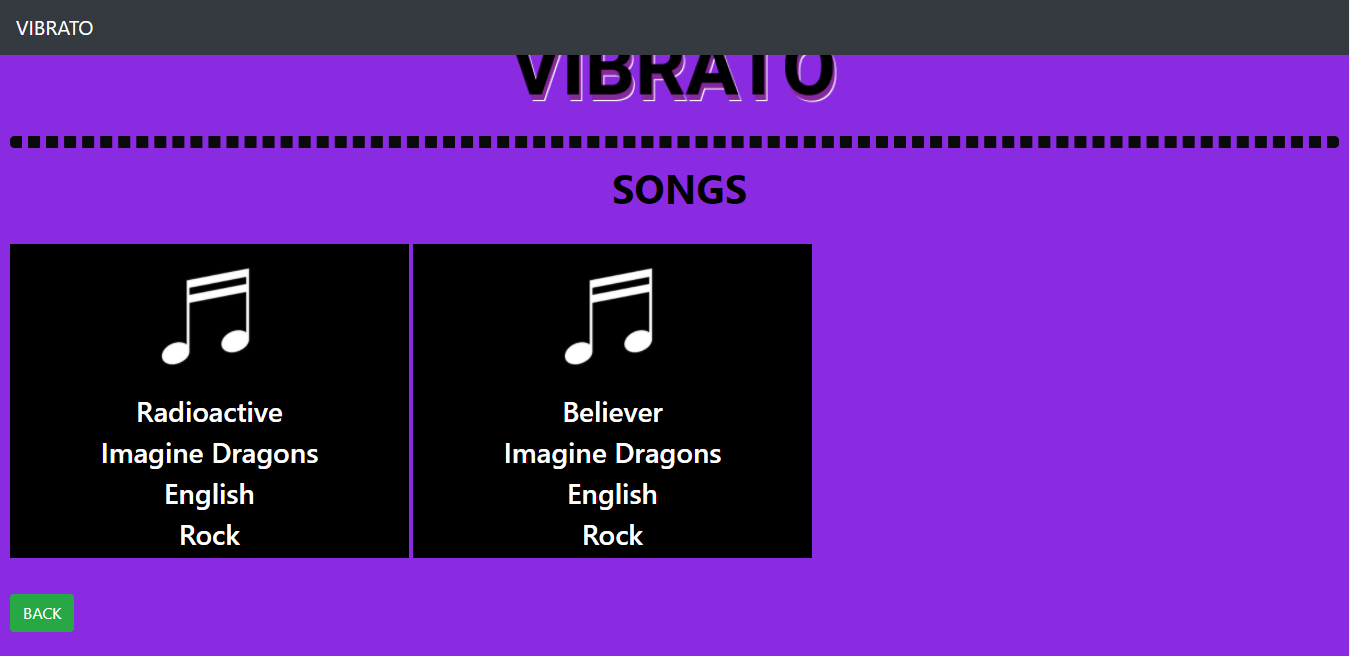 VIBRATO
VIBRATO
SONGS
Radioactive
Imagine Dragons
English
Rock
Believer
Imagine Dragons
English
Rock
BACK